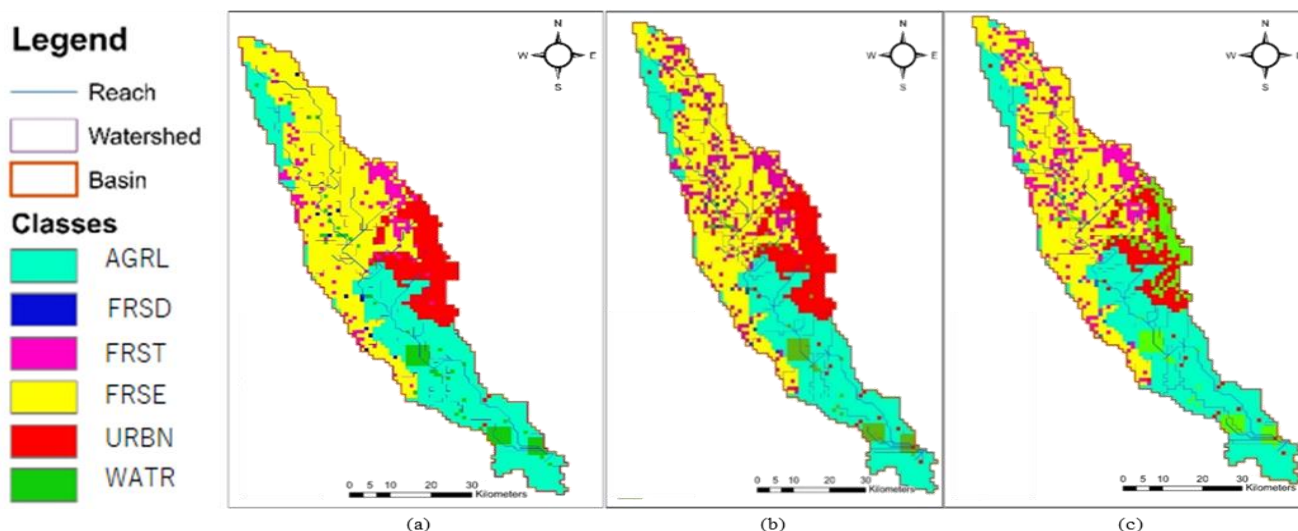 Legend
Reach
Watershed
Basin
Classes
AGRL
FRSD
FRST
FRSE
URBN
WATR
N
W E
S
0 5 10 20 30
Kilometers
(a)
N
W E
S
0 5 10 20 30
Kilometers
(b)
N
W
S
0 5 10 20 30
Kilometers
(c)